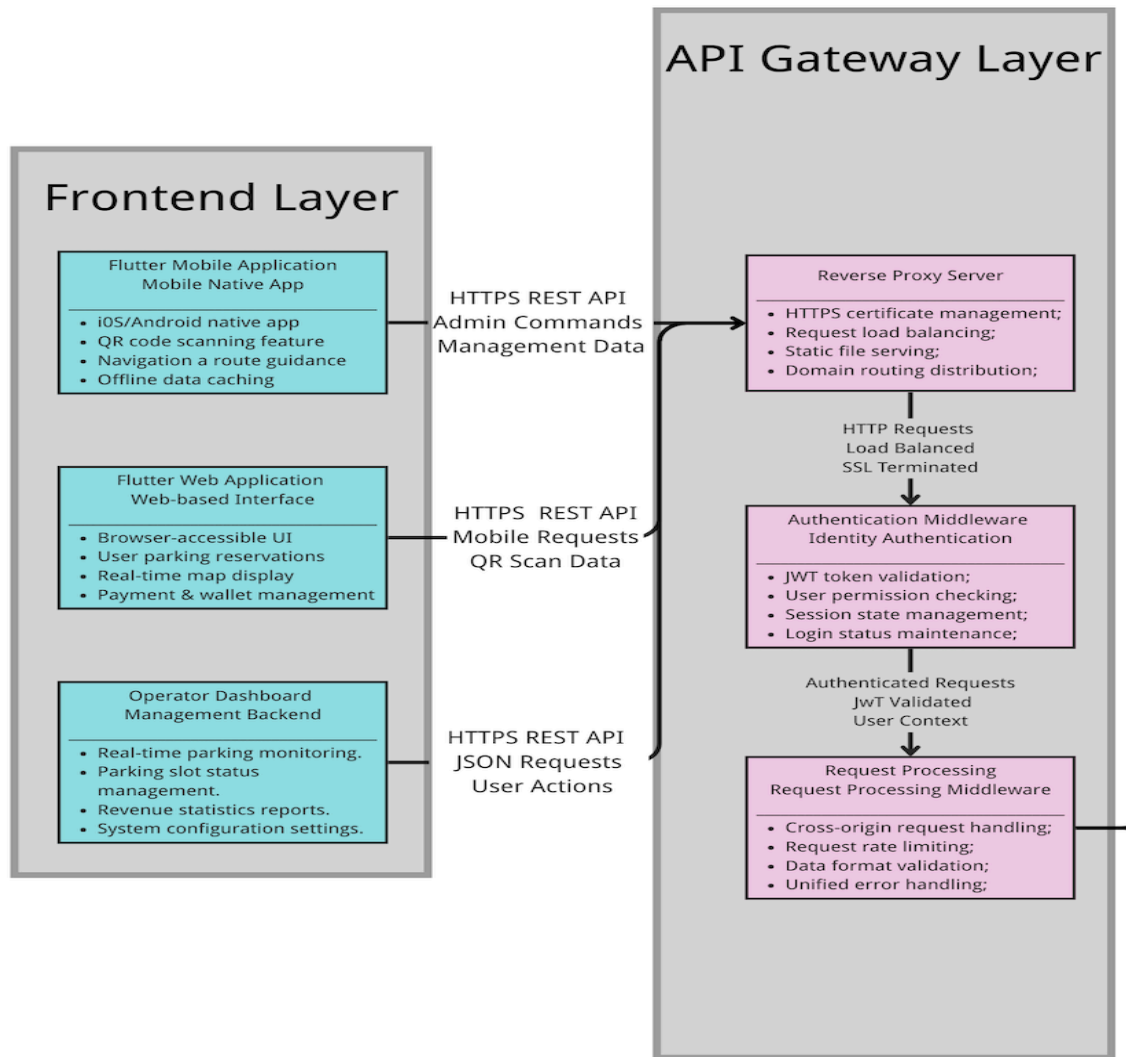 API Gateway Layer
Frontend Layer
Flutter Mobile Application
Mobile Native App
• i0S/Android native app
• QR code scanning feature
• Navigation a route guidance
• Offline data caching
HTTPS REST API
Admin Commands
Management Data
Reverse Proxy Server
• HTTPS certificate management;
• Request load balancing;
• Static file serving;
• Domain routing distribution;
HTTP Requests
Load Balanced
SSL Terminated
Flutter Web Application
Web-based Interface
• Browser-accessible UI
• User parking reservations
• Real-time map display
• Payment & wallet management
HTTPS REST API
Mobile Requests
QR Scan Data
Authentication Middleware
Identity Authentication
• JWT token validation;
• User permission checking;
• Session state management;
• Login status maintenance;
Authenticated Requests
JwT Validated
User Context
Operator Dashboard
Management Backend
• Real-time parking monitoring.
• Parking slot status
management.
• Revenue statistics reports.
• System configuration settings.
HTTPS REST API
JSON Requests
User Actions
Request Processing
Request Processing Middleware
• Cross-origin request handling;
• Request rate limiting;
• Data format validation;
• Unified error handling;